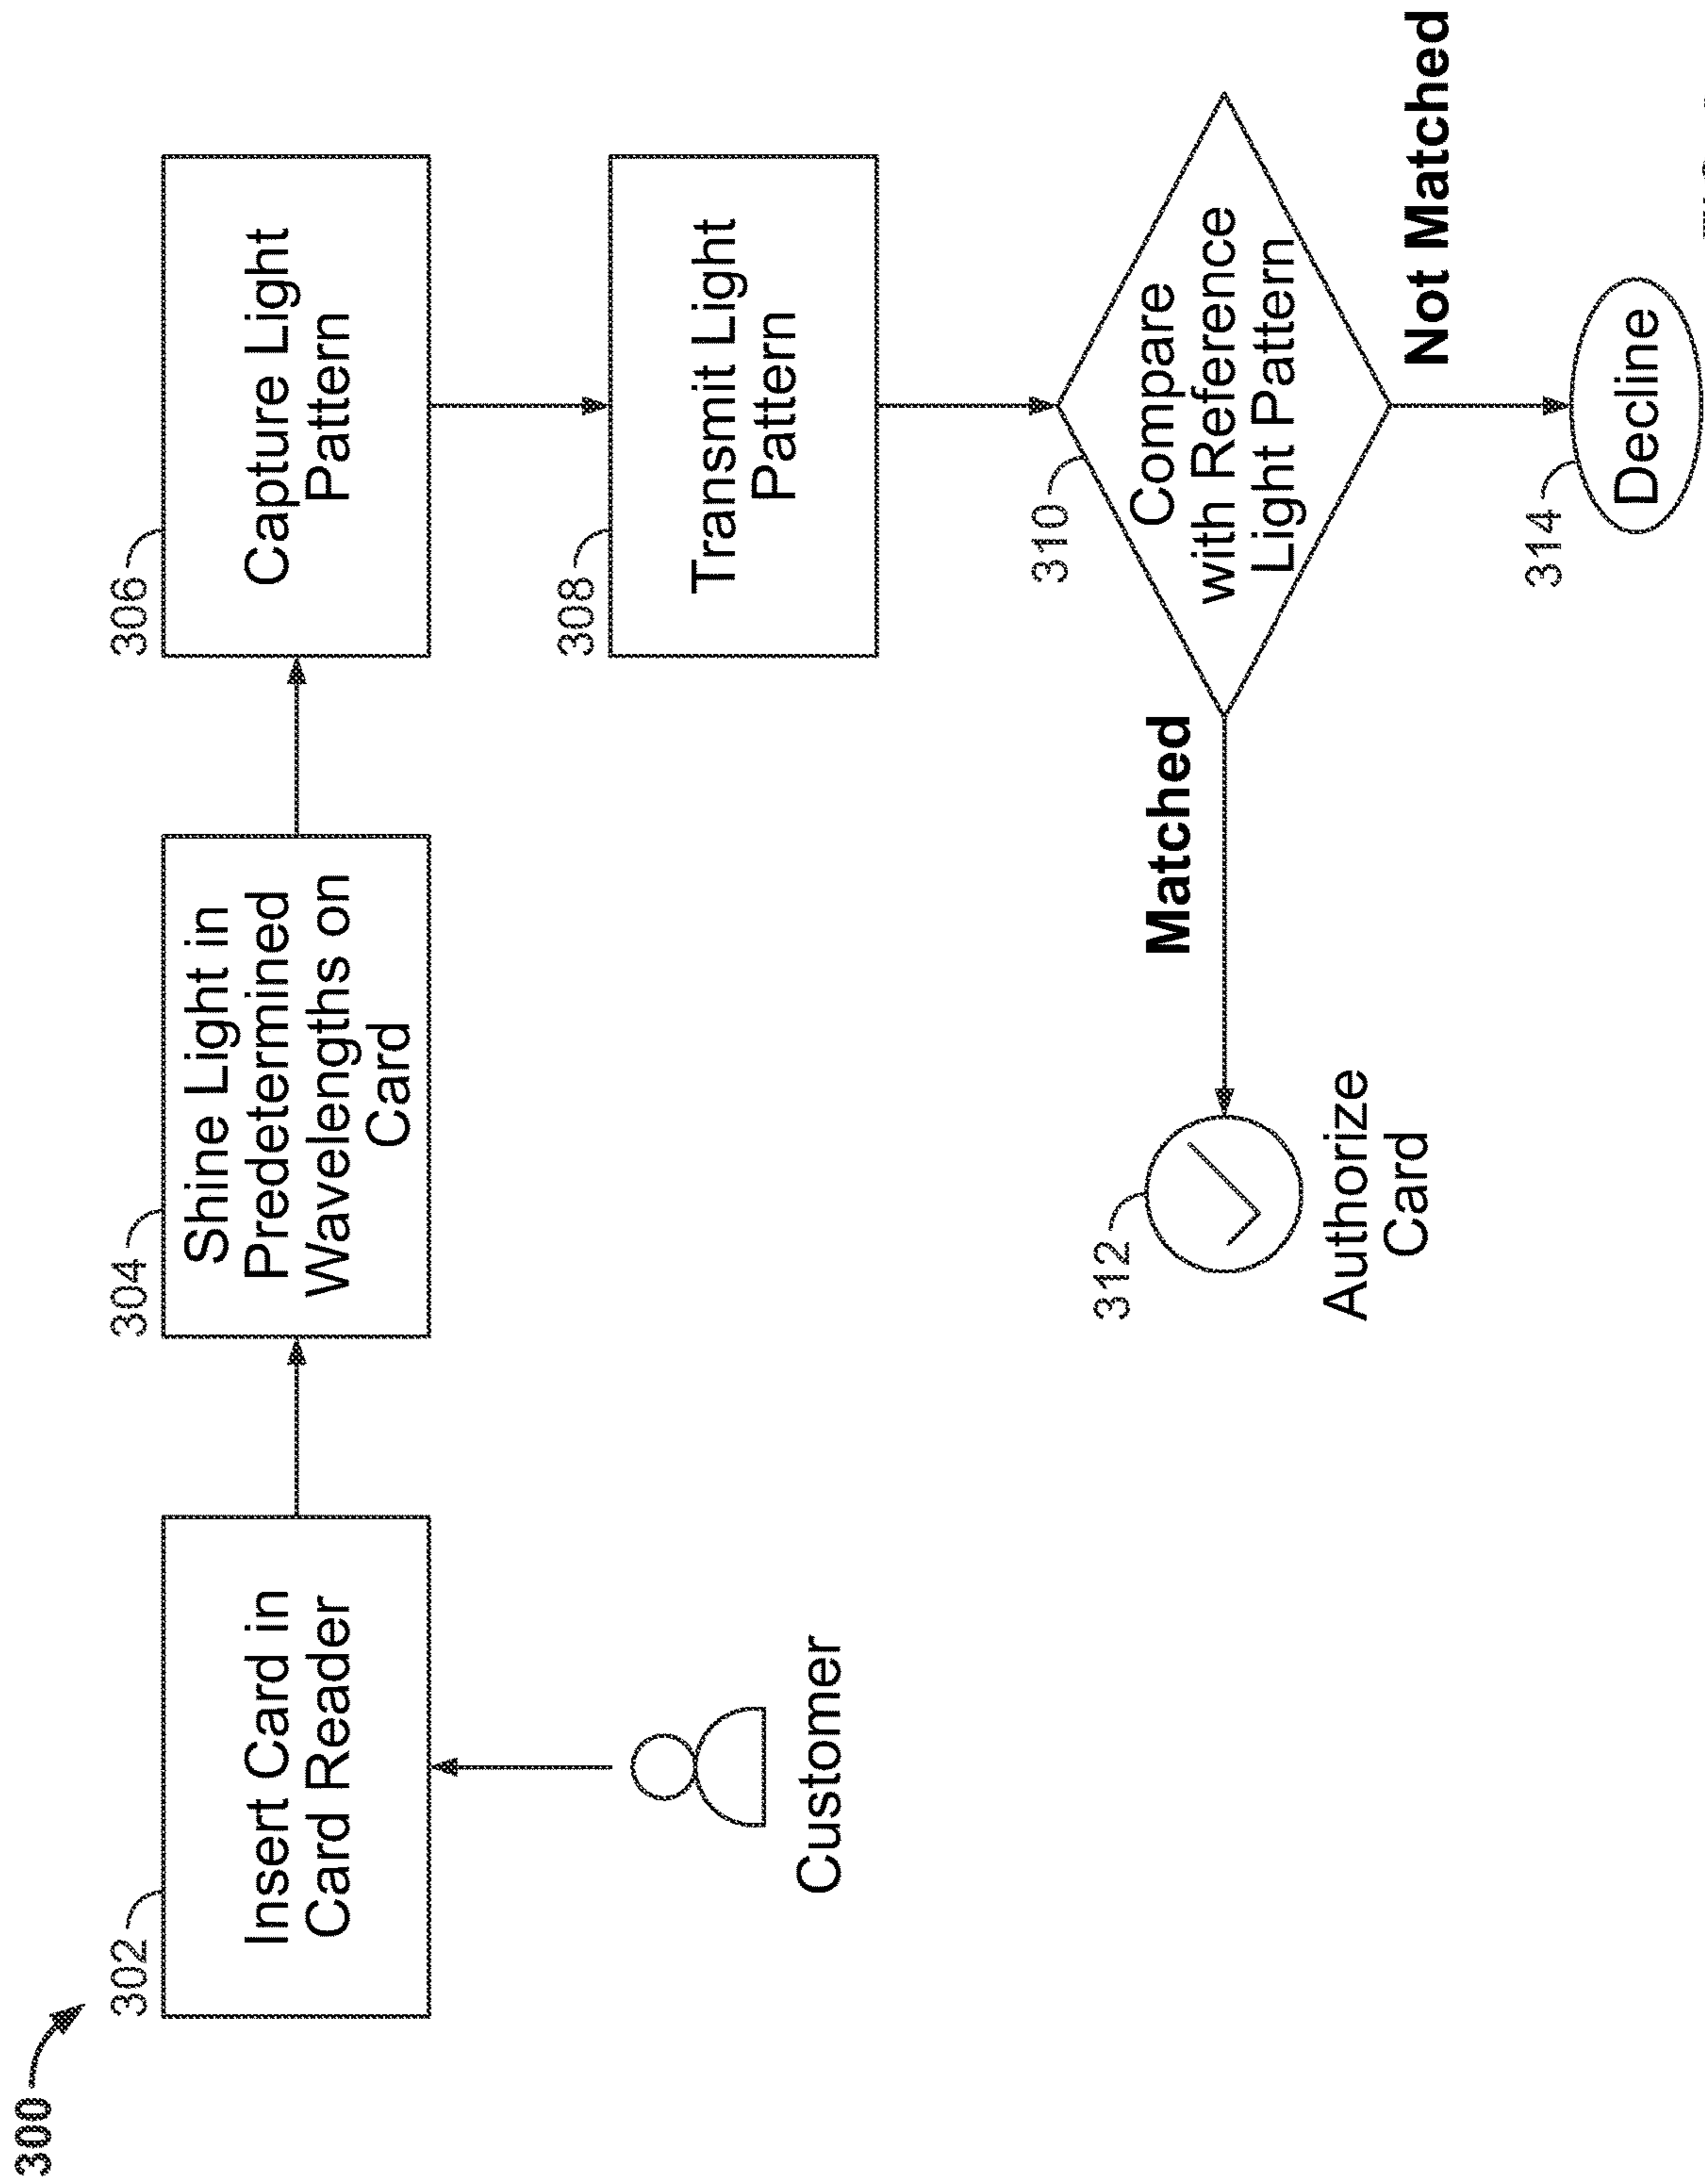 300
302
Insert Card in
Card Reader
Customer
304
Shine Light in
Predetermined
Wavelengths on
Card
306
Capture Light
Pattern
308
Transmit Light
Pattern
310
Compare
with Reference
Light Pattern
Matched
312
Authorize
Card
Not Matched
314
Decline